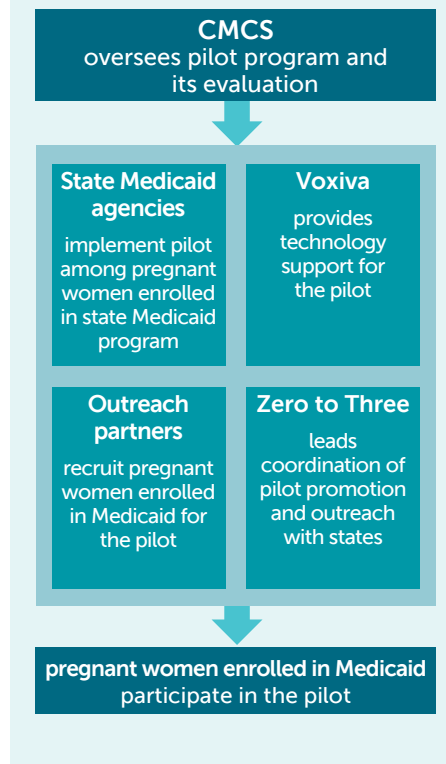 CMCS
oversees pilot program and
its evaluation
State Medicaid
agencies
implement pilot
among pregnant
women enrolled
in state Medicaid
program
Voxiva
provides
technology
support for
the pilot
Outreach
partners
recruit pregnant
women enrolled
in Medicaid for
the pilot
Zero to Three
leads
coordination of
pilot promotion
and outreach
with states
pregnant women enrolled in Medicaid
participate in the pilot